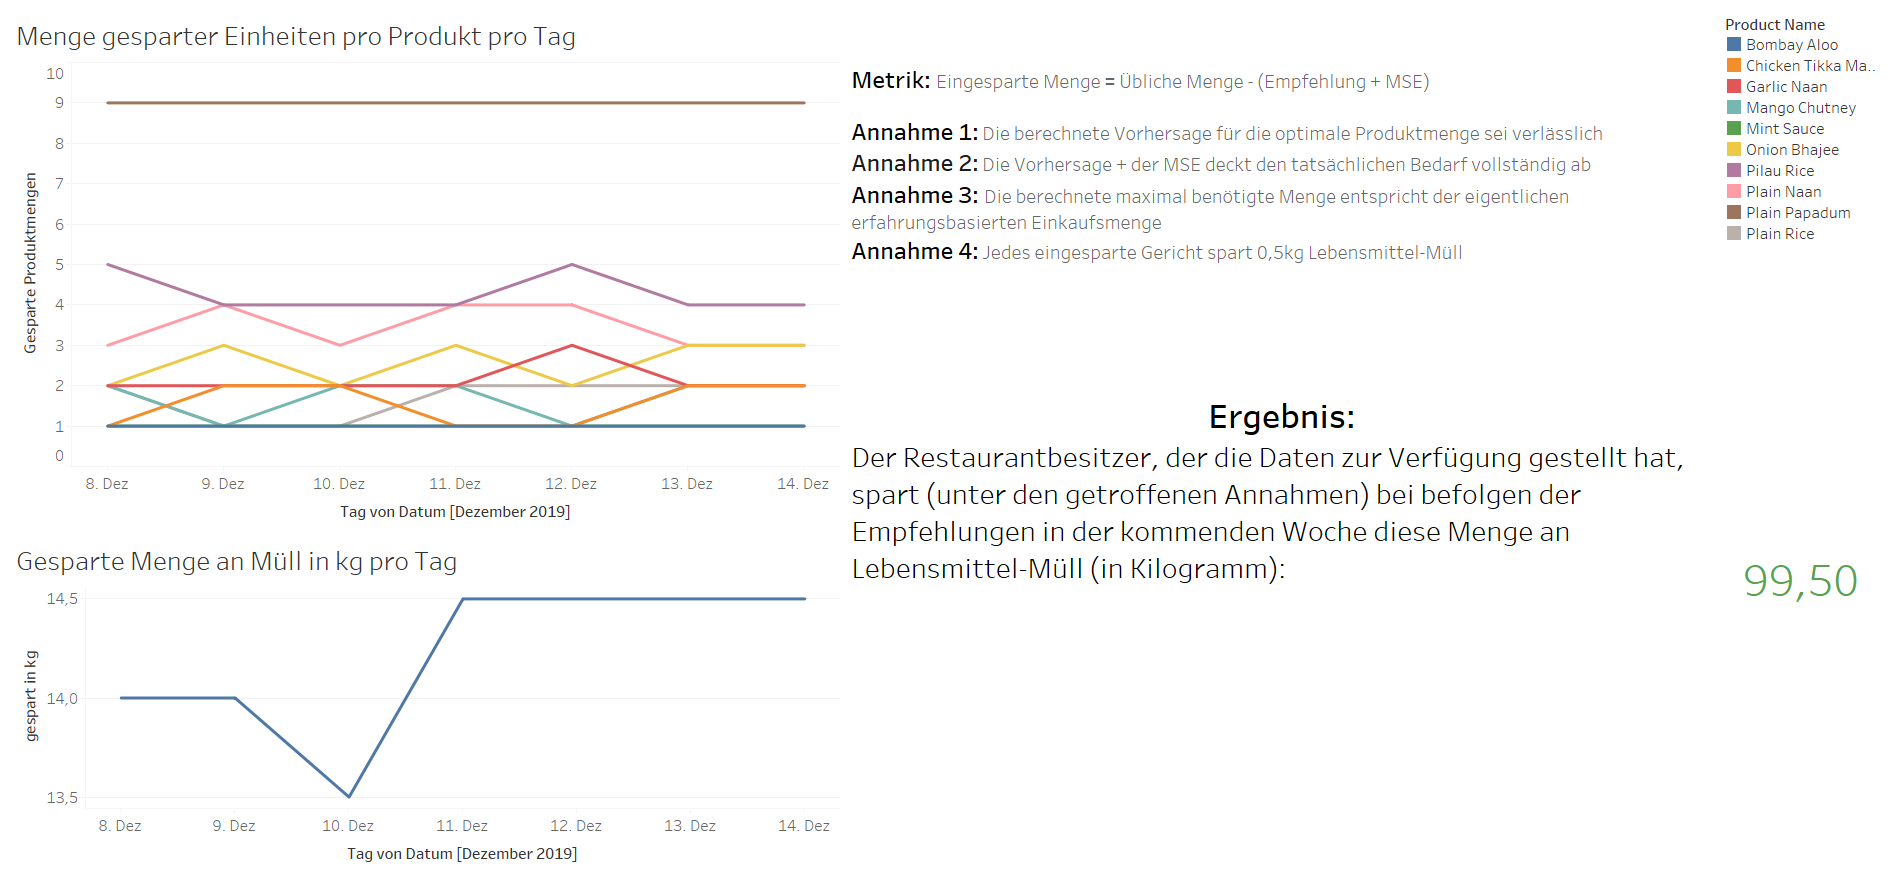 Menge gesparter Einheiten pro Produkt pro Tag
10
9
8
7
6
5
4
3
2
1
0
Gesparte Produktmengen
8. Dez 9. Dez 10. Dez 11. Dez 12. Dez 13. Dez 14. Dez
Tag von Datum [Dezember 2019]
Gesparte Menge an Müll in kg pro Tag
14,5
14,0
13,5
gespart in kg
8. Dez 9. Dez 10. Dez 11. Dez 12. Dez 13. Dez 14. Dez
Tag von Datum [Dezember 2019]
Metrik: Eingesparte Menge = Übliche Menge - (Empfehlung + MSE)
Annahme 1: Die berechnete Vorhersage für die optimale Produktmenge sei verlässlich
Annahme 2: Die Vorhersage + der MSE deckt den tatsächlichen Bedarf vollständig ab
Annahme 3: Die berechnete maximal benötigte Menge entspricht der eigentlichen
erfahrungsbasierten Einkaufsmenge
Annahme 4: Jedes eingesparte Gericht spart 0,5kg Lebensmittel-Müll
Ergebnis:
Der Restaurantbesitzer, der die Daten zur Verfügung gestellt hat,
spart (unter den getroffenen Annahmen) bei befolgen der
Empfehlungen in der kommenden Woche diese Menge an
Lebensmittel-Müll (in Kilogramm):
99,50
Product Name
Bombay Aloo
Chicken Tikka Ma..
Garlic Naan
Mango Chutney
Mint Sauce
Onion Bhajee
Pilau Rice
Plain Naan
Plain Papadum
Plain Rice